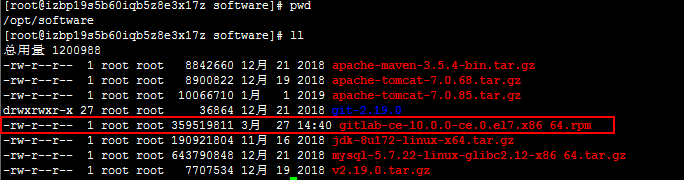 [root@izbp19s5b60iqb5z8e3x17z software]# pwd
/opt/software
[root@izbp19s5b60iqb5z8e3x17z software]# ll
总用量 1200988
-rw-r--r-- 1 root root 8842660 12月 21 2018 apache-maven-3.5.4-bin.tar.gz
-rw-r--r-- 1 root root 8900822 12月 19 2018 apache-tomcat-7.0.68.tar.gz
-rw-r--r-- 1 root root 10066710 1月 1 2019 apache-tomcat-7.0.85.tar.gz
drwxrwxr-x 27 root root 36864 12月 21 2018 git-2.19.0
-rw-r--r-- 1 root root 359519811 3月 27 14:40 gitlab-ce-10.0.0-ce.0.el7.x86_64.rpm
-rw-r--r-- 1 root root 190921804 11月 16 2018 jdk-8u172-linux-x64.tar.gz
-rw-r--r-- 1 root root 643790848 12月 21 2018 mysql-5.7.22-linux-glibc2.12-x86_64.tar.gz
-rw-r--r-- 1 root root 7707534 12月 19 2018 v2.19.0.tar.gz